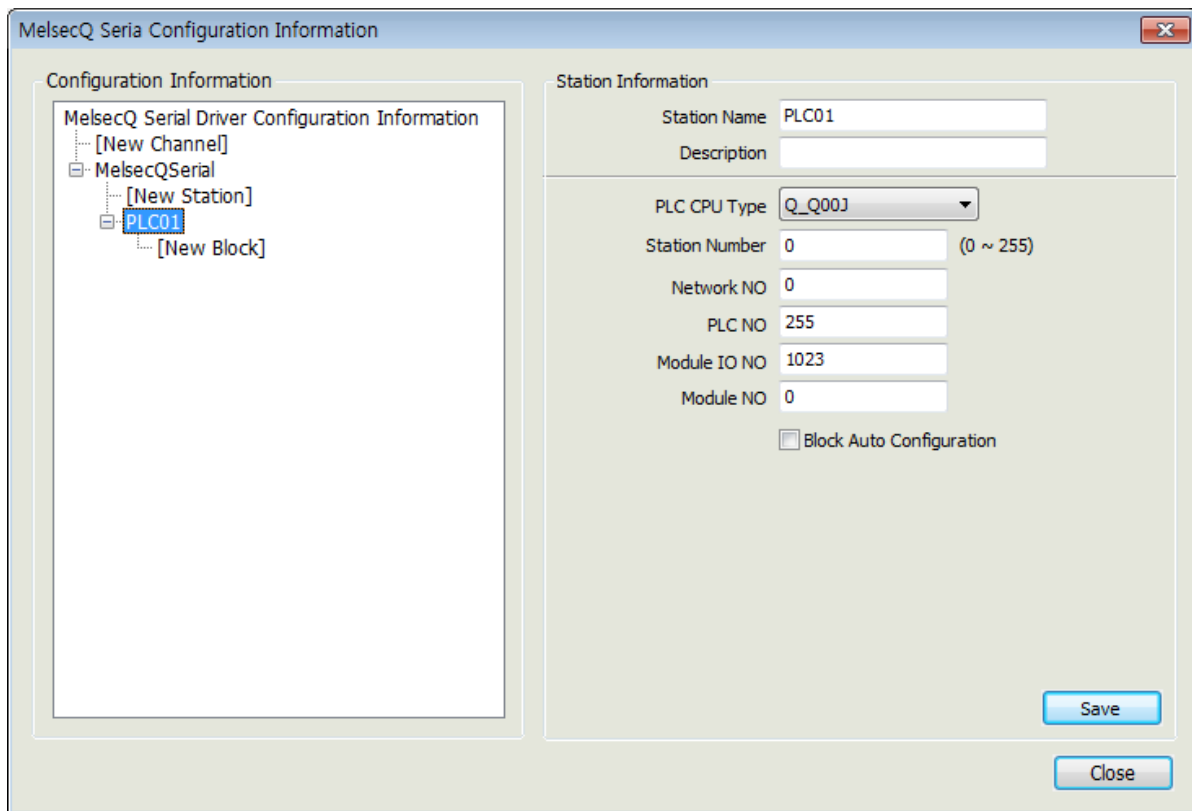 MelsecQ Seria Configuration Information
Configuration Information
MelsecQ Serial Driver Configuration Information
[New Channel]
MelsecQSerial
[New Station]
PLC01
[New Block]
Station Information
Station Name PLC01
Description
PLC CPU Type Q_Q00J
Station Number 0 (0 ~ 255)
Network NO 0
PLC NO 255
Module IO NO 1023
Module NO 0
Block Auto Configuration
Save
Close